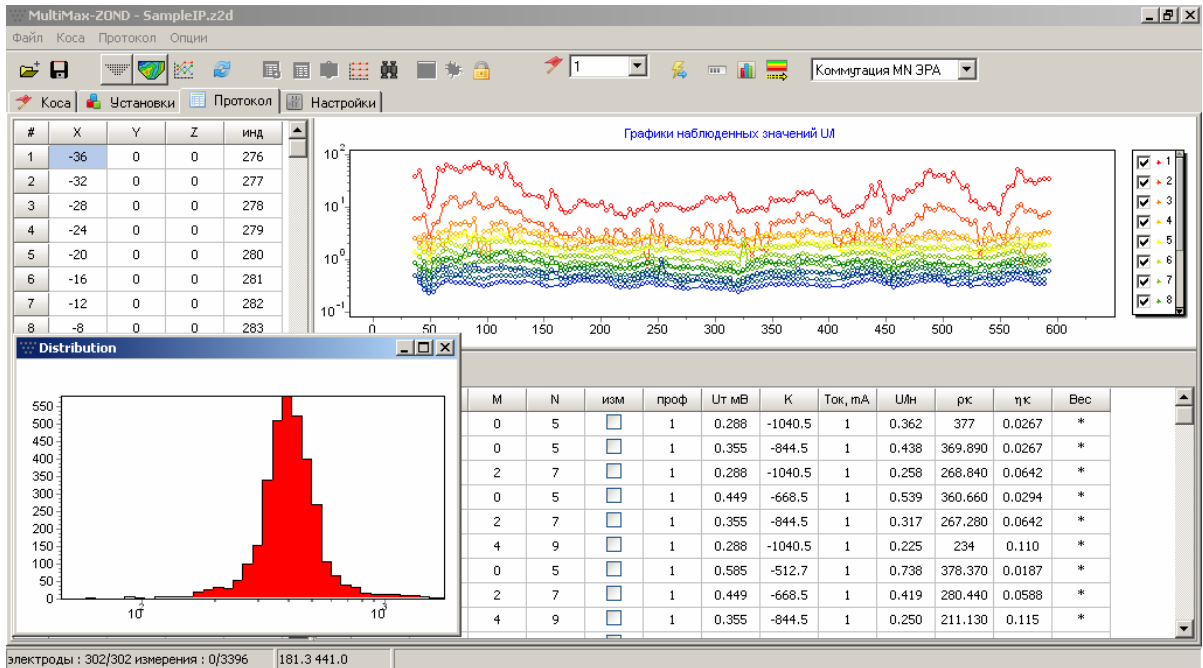 MultiMax-ZOND - SampleIP.z2d
Файл Коса Протокол Опции
1 Коммутация MN ЭРА
Коса Установки Протокол Настройки
# X Y Z инд
1 -36 0 0 276
2 -32 0 0 277
3 -28 0 0 278
4 -24 0 0 279
5 -20 0 0 280
6 -16 0 0 281
7 -12 0 0 282
8 -8 0 0 283
Графики наблюденных значений U/I
10^2
10^1
10^0
10^-1
0 50 100 150 200 250 300 350 400 450 500 550 600
1
2
3
4
5
6
7
8
Distribution
550
500
450
400
350
300
250
200
150
100
50
0
10^2 10^3
M N изм проф Uт мВ K Ток, mA U/Iн ρк ηк Вес
0 5 1 0.288 -1040.5 1 0.362 377 0.0267 *
0 5 1 0.355 -844.5 1 0.438 369.890 0.0267 *
2 7 1 0.288 -1040.5 1 0.258 268.840 0.0642 *
0 5 1 0.449 -668.5 1 0.539 360.660 0.0294 *
2 7 1 0.355 -844.5 1 0.317 267.280 0.0642 *
4 9 1 0.288 -1040.5 1 0.225 234 0.110 *
0 5 1 0.585 -512.7 1 0.738 378.370 0.0187 *
2 7 1 0.449 -668.5 1 0.419 280.440 0.0588 *
4 9 1 0.355 -844.5 1 0.250 211.130 0.115 *
электроды : 302/302 измерения : 0/3396 181.3 441.0